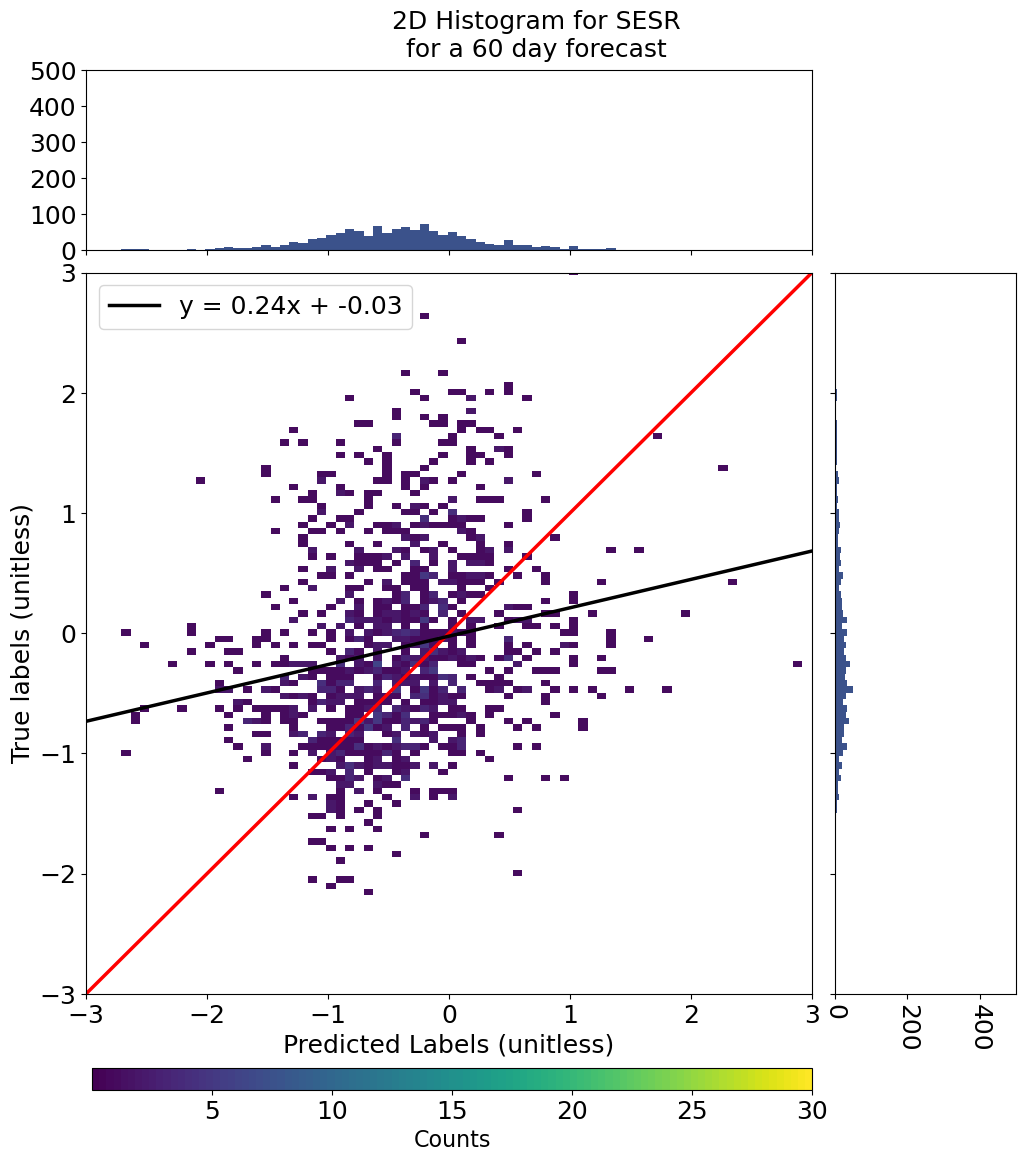 2D Histogram for SESR
for a 60 day forecast
500
400
300
200
100
0
y = 0.24x + -0.03
3
2
1
0
−1
−2
−3
True labels (unitless)
−3 −2 −1 0 1 2 3
Predicted Labels (unitless)
0 200 400
5 10 15 20 25 30
Counts